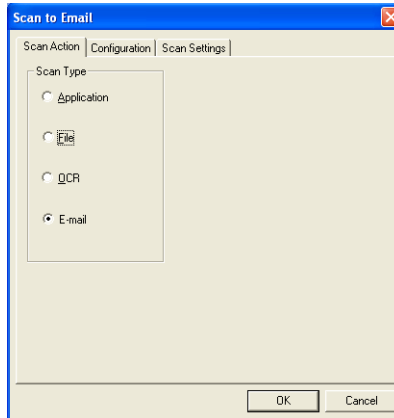 Scan to Email
Scan Action Configuration Scan Settings
Scan Type
Application
File
OCR
E-mail
OK Cancel